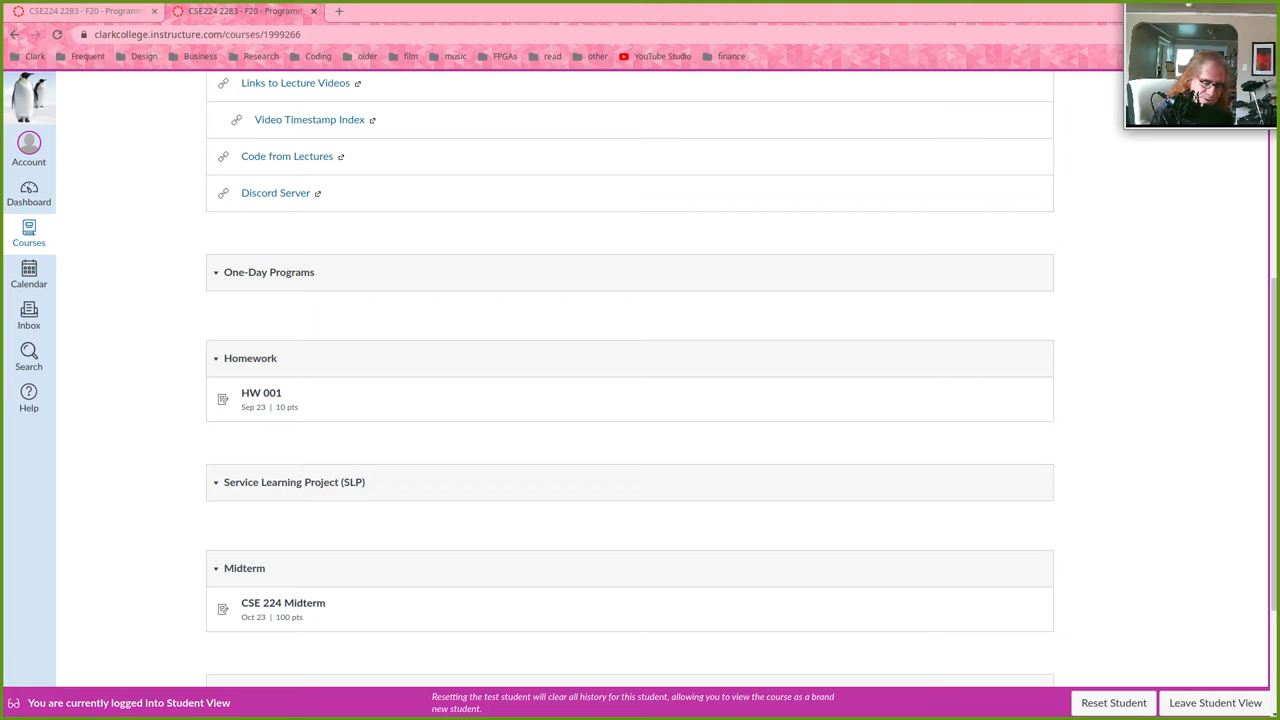 CSE224 2283 - F20 - Programm
CSE224 2283 - F20 - Programm
clarkcollege.instructure.com/courses/1999266
Clark
Frequent
Design
Business
Research
Coding
older
film
music
FPGAs
read
other
YouTube Studio
finance
Links to Lecture Videos
Video Timestamp Index
Code from Lectures
Discord Server
Account
Dashboard
Courses
Calendar
Inbox
Search
Help
One-Day Programs
Homework
HW 001
Sep 23 | 10 pts
Service Learning Project (SLP)
Midterm
CSE 224 Midterm
Oct 23 | 100 pts
You are currently logged into Student View
Resetting the test student will clear all history for this student, allowing you to view the course as a brand
new student.
Reset Student
Leave Student View